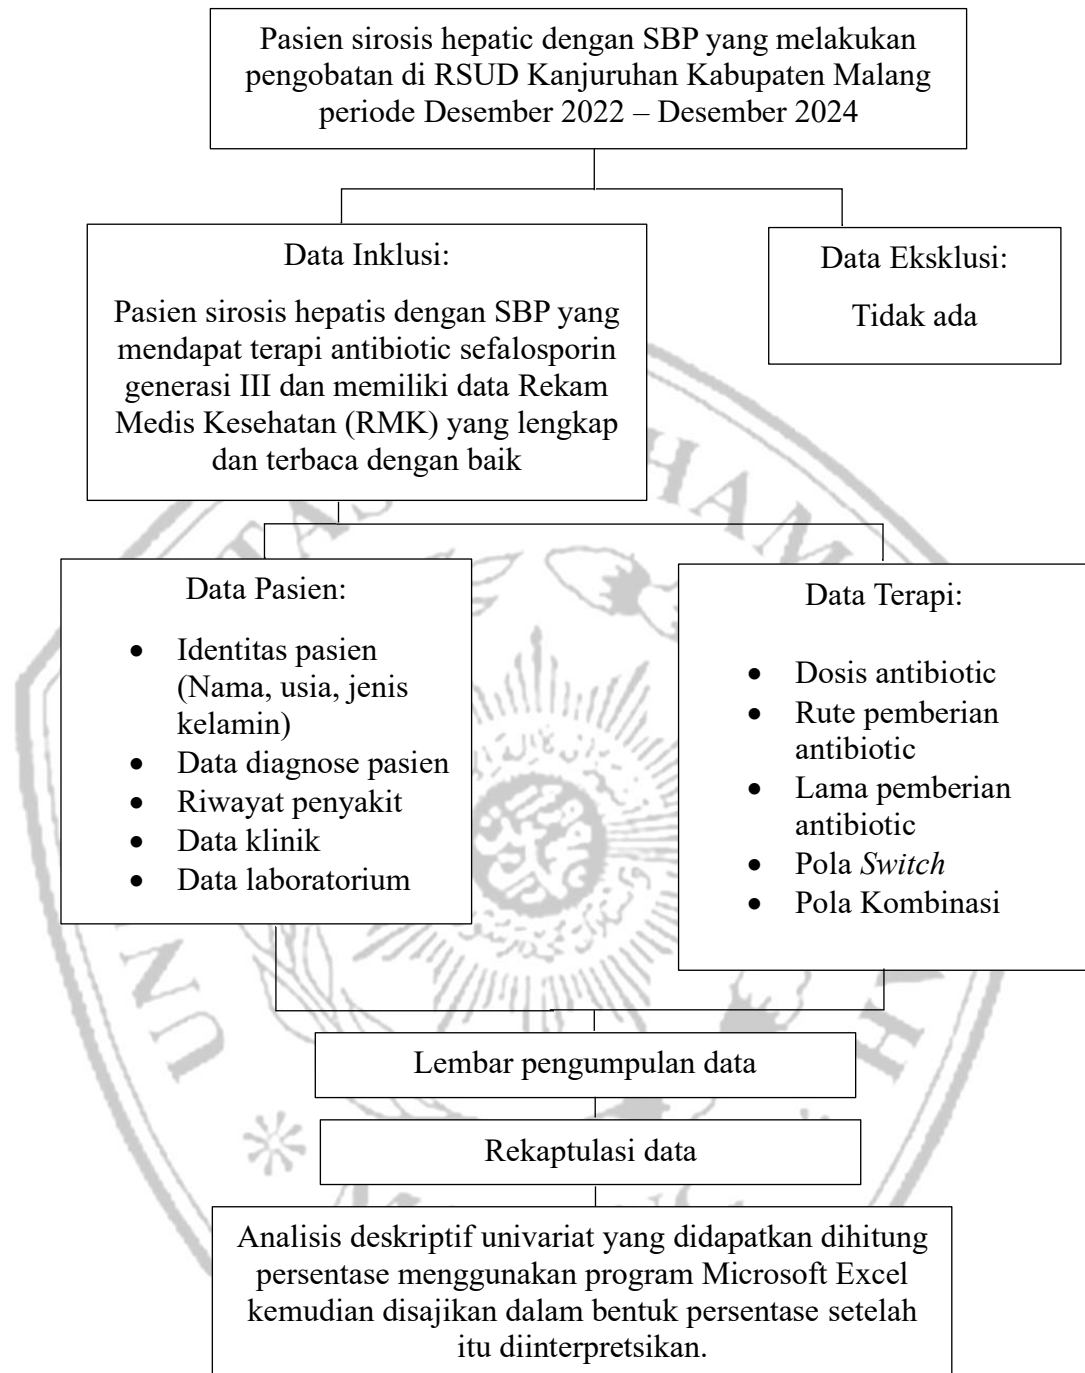 Pasien sirosis hepatic dengan SBP yang melakukan
pengobatan di RSUD Kanjuruhan Kabupaten Malang
periode Desember 2022 – Desember 2024
Data Inklusi:
Pasien sirosis hepatis dengan SBP yang
mendapat terapi antibiotic sefalosporin
generasi III dan memiliki data Rekam
Medis Kesehatan (RMK) yang lengkap
dan terbaca dengan baik
Data Eksklusi:
Tidak ada
Data Pasien:
• Identitas pasien
(Nama, usia, jenis
kelamin)
• Data diagnose pasien
• Riwayat penyakit
• Data klinik
• Data laboratorium
Data Terapi:
• Dosis antibiotic
• Rute pemberian
antibiotic
• Lama pemberian
antibiotic
• Pola Switch
• Pola Kombinasi
Lembar pengumpulan data
Rekaptulasi data
Analisis deskriptif univariat yang didapatkan dihitung
persentase menggunakan program Microsoft Excel
kemudian disajikan dalam bentuk persentase setelah
itu diinterpretsikan.